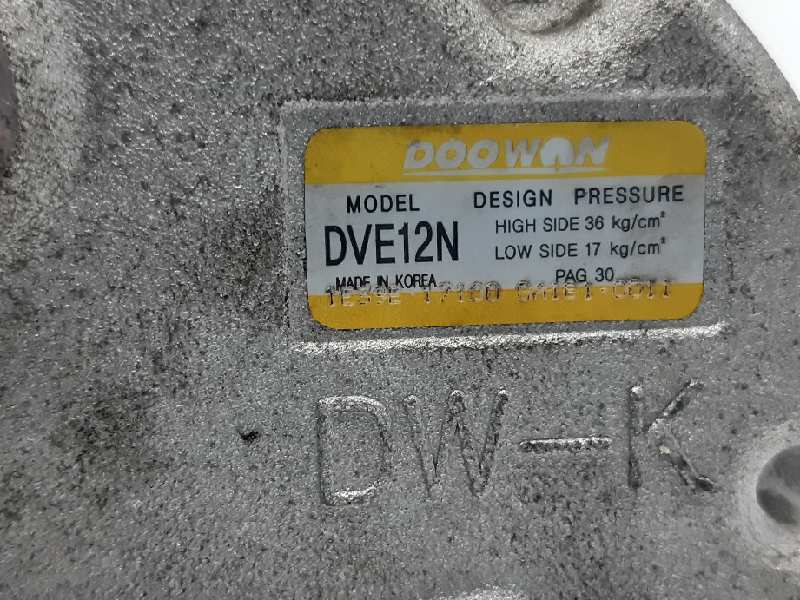 DOOWON
MODEL
DVE12N
MADE IN KOREA
DESIGN PRESSURE
HIGH SIDE 36 kg/cm²
LOW SIDE 17 kg/cm²
PAG 30
DW-K